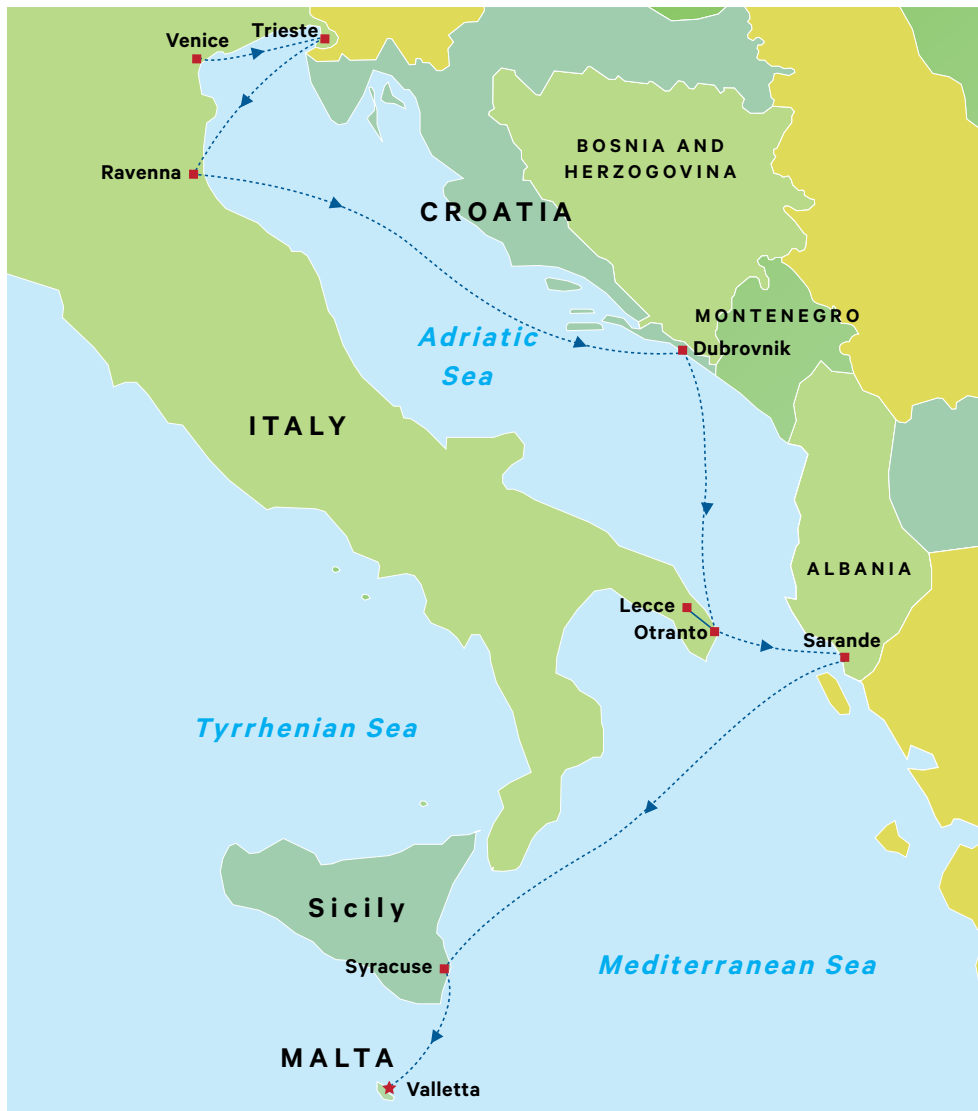 Trieste
Venice
BOSNIA AND
HERZOGOVINA
Ravenna
CROATIA
MONTENEGRO
Adriatic
Sea
Dubrovnik
ITALY
ALBANIA
Lecce
Otranto
Sarande
Tyrrhenian Sea
Sicily
Syracuse
Mediterranean Sea
MALTA
Valletta